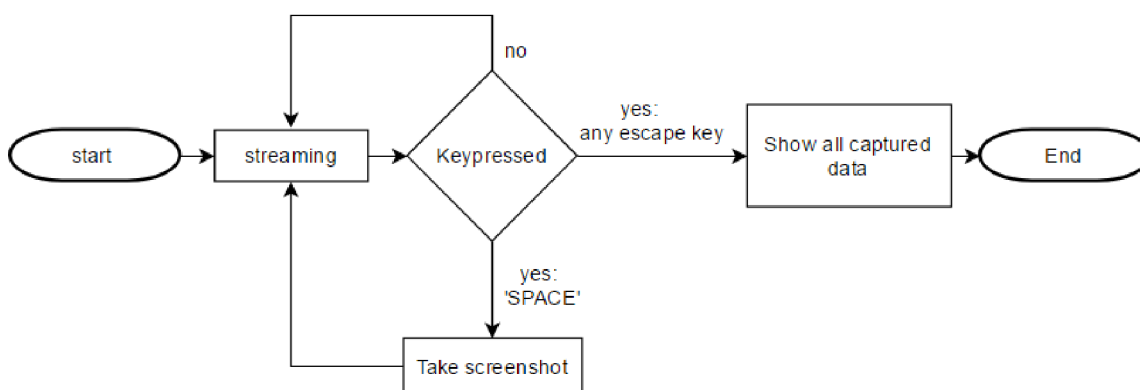 no
yes:
any escape key
start
streaming
Keypressed
Show all captured
data
End
yes:
'SPACE'
Take screenshot